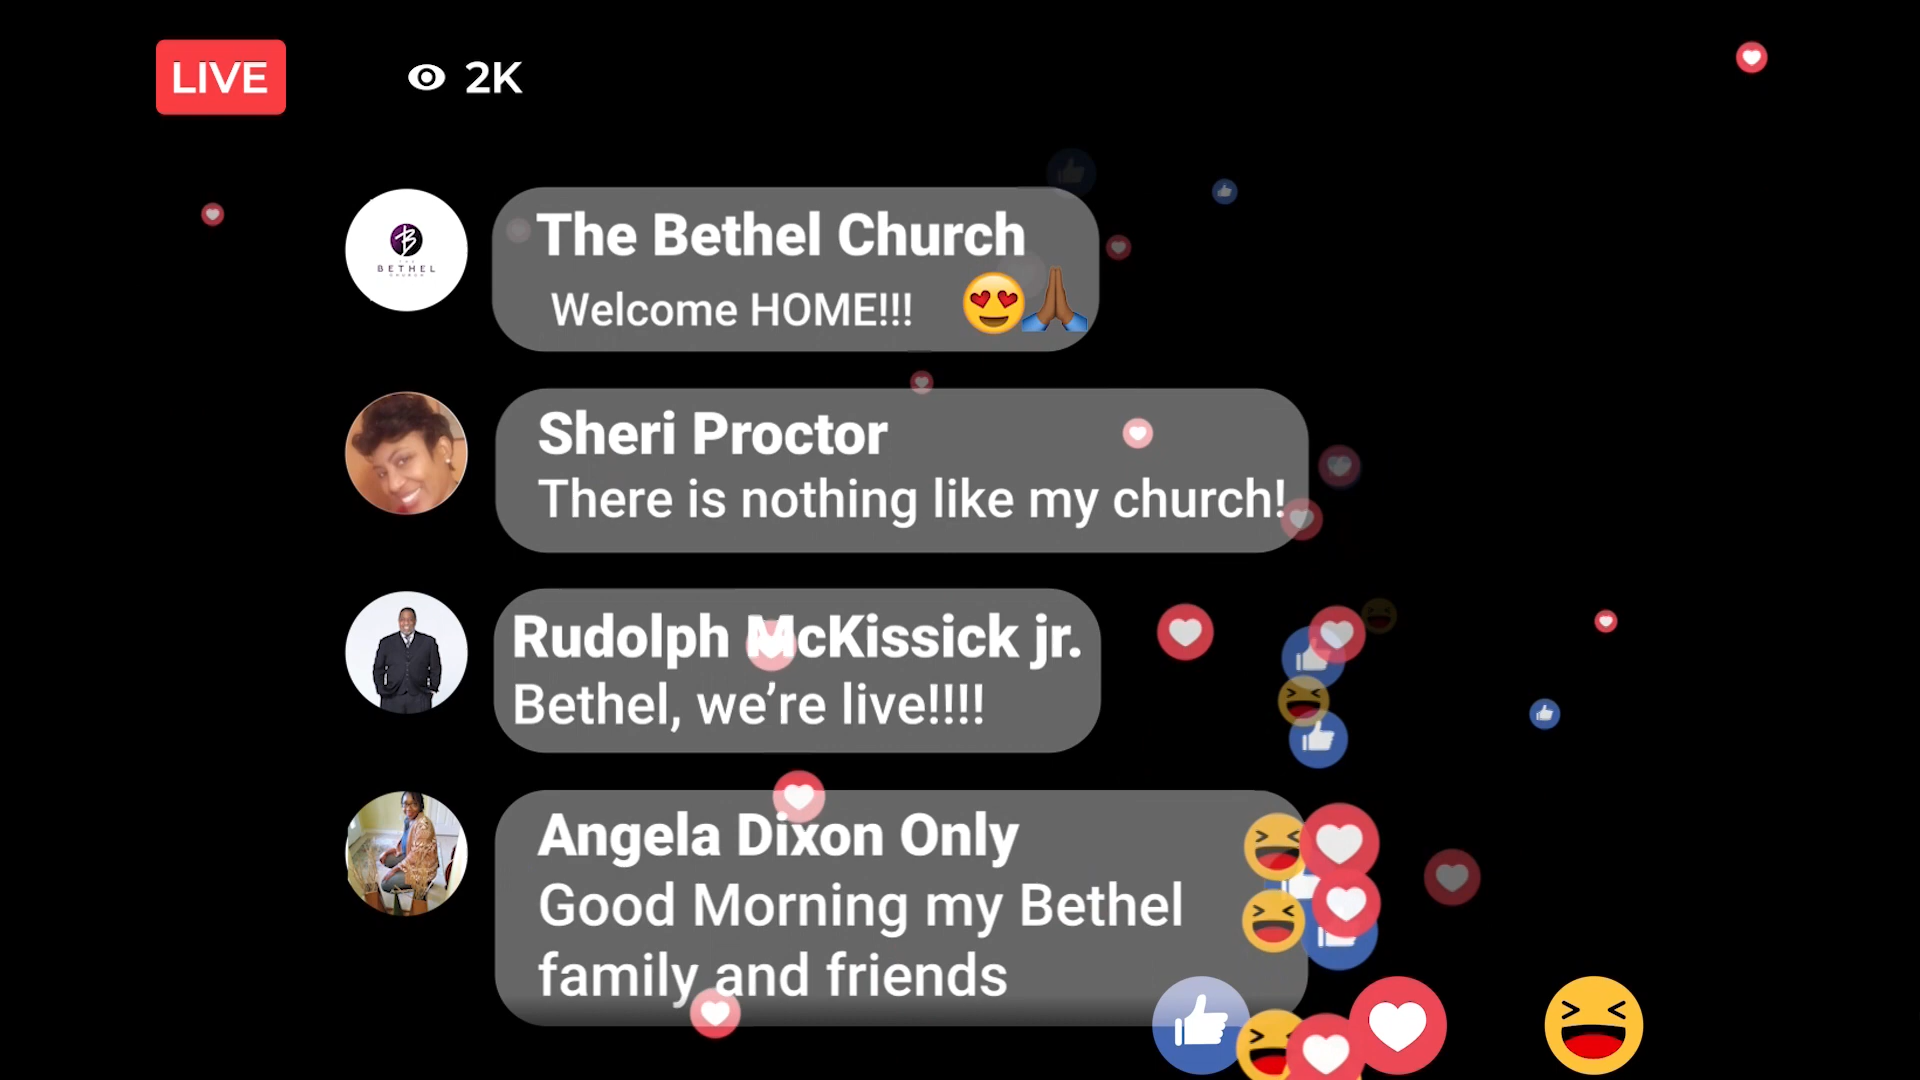 LIVE
2K
BETHEL
The Bethel Church
Welcome HOME!!!
Sheri Proctor
There is nothing like my church!
Rudolph McKissick jr.
Bethel, we’re live!!!!
Angela Dixon Only
Good Morning my Bethel
family and friends